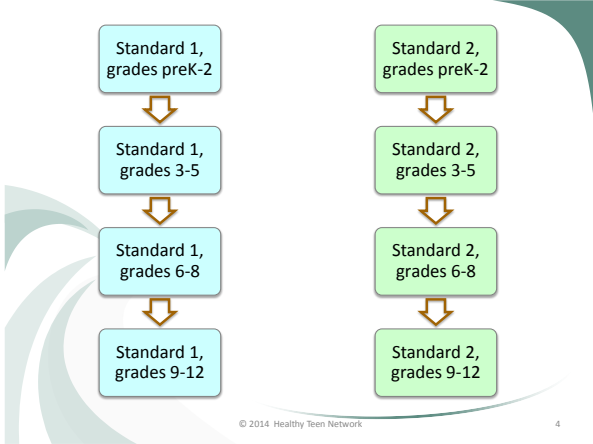 Standard 1,
grades preK-2
Standard 1,
grades 3-5
Standard 1,
grades 6-8
Standard 1,
grades 9-12
Standard 2,
grades preK-2
Standard 2,
grades 3-5
Standard 2,
grades 6-8
Standard 2,
grades 9-12
© 2014 Healthy Teen Network
4